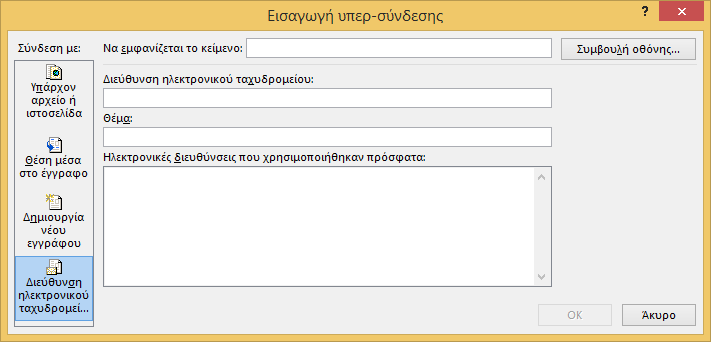 Εισαγωγή υπερ-σύνδεσης
?
Σύνδεση με:
Να εμφανίζεται το κείμενο:
Συμβουλή οθόνης...
Υπάρχον
αρχείο ή
ιστοσελίδα
Θέση μέσα
στο έγγραφο
Δημιουργία
νέου
εγγράφου
Διεύθυνση
ηλεκτρονικού
ταχυδρομεί...
Διεύθυνση ηλεκτρονικού ταχυδρομείου:
Θέμα:
Ηλεκτρονικές διευθύνσεις που χρησιμοποιήθηκαν πρόσφατα:
OK
Άκυρο